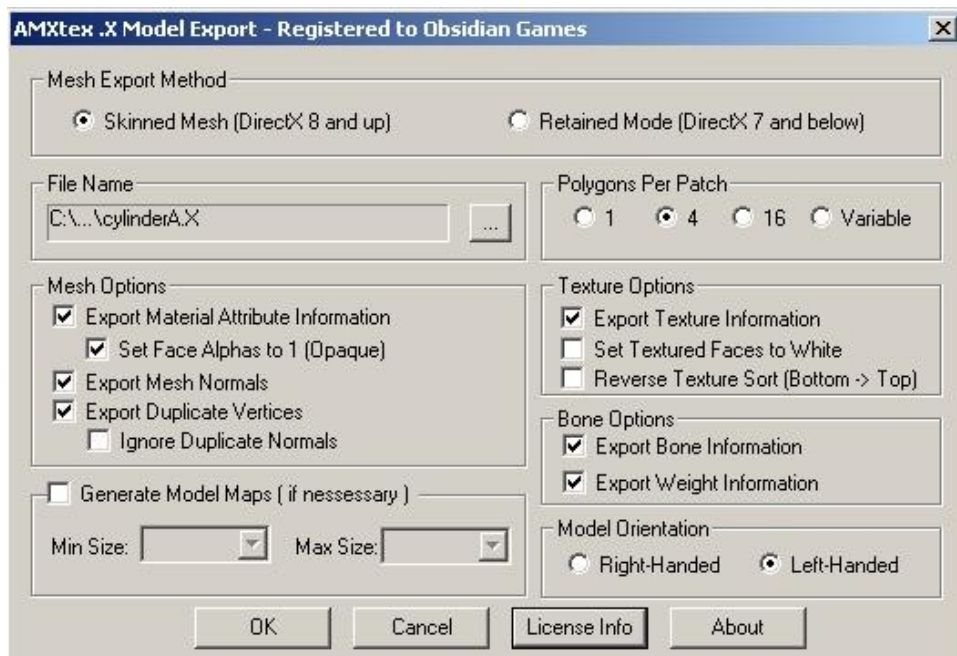 AMXtex .X Model Export - Registered to Obsidian Games
Mesh Export Method
Skinned Mesh (DirectX 8 and up)
Retained Mode (DirectX 7 and below)
File Name
C:\...\cylinderA.X
...
Polygons Per Patch
1
4
16
Variable
Mesh Options
Export Material Attribute Information
Set Face Alphas to 1 (Opaque)
Export Mesh Normals
Export Duplicate Vertices
Ignore Duplicate Normals
Texture Options
Export Texture Information
Set Textured Faces to White
Reverse Texture Sort (Bottom -> Top)
Bone Options
Export Bone Information
Export Weight Information
Generate Model Maps ( if nessessary )
Min Size:
Max Size:
Model Orientation
Right-Handed
Left-Handed
OK
Cancel
License Info
About